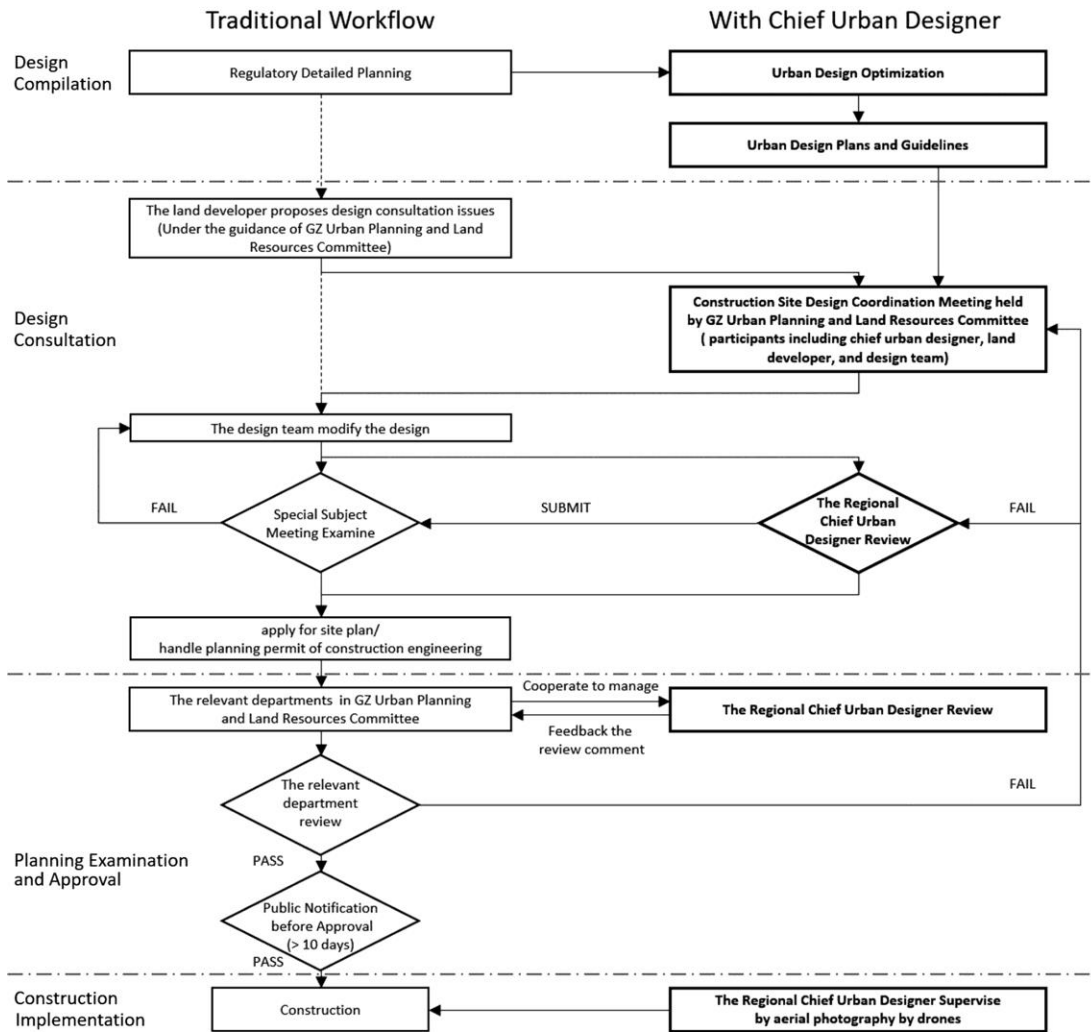 Traditional Workflow
With Chief Urban Designer
Design
Compilation
Regulatory Detailed Planning
Urban Design Optimization
Urban Design Plans and Guidelines
The land developer proposes design consultation issues
(Under the guidance of GZ Urban Planning and Land
Resources Committee)
Design
Consultation
Construction Site Design Coordination Meeting held
by GZ Urban Planning and Land Resources Committee
( participants including chief urban designer, land
developer, and design team)
The design team modify the design
FAIL
Special Subject
Meeting Examine
SUBMIT
The Regional
Chief Urban
Designer Review
FAIL
apply for site plan/
handle planning permit of construction engineering
The relevant departments in GZ Urban Planning
and Land Resources Committee
Cooperate to manage
Feedback the
review comment
The Regional Chief Urban Designer Review
The relevant
department
review
FAIL
Planning Examination
and Approval
PASS
Public Notification
before Approval
(> 10 days)
PASS
Construction
Implementation
Construction
The Regional Chief Urban Designer Supervise
by aerial photography by drones